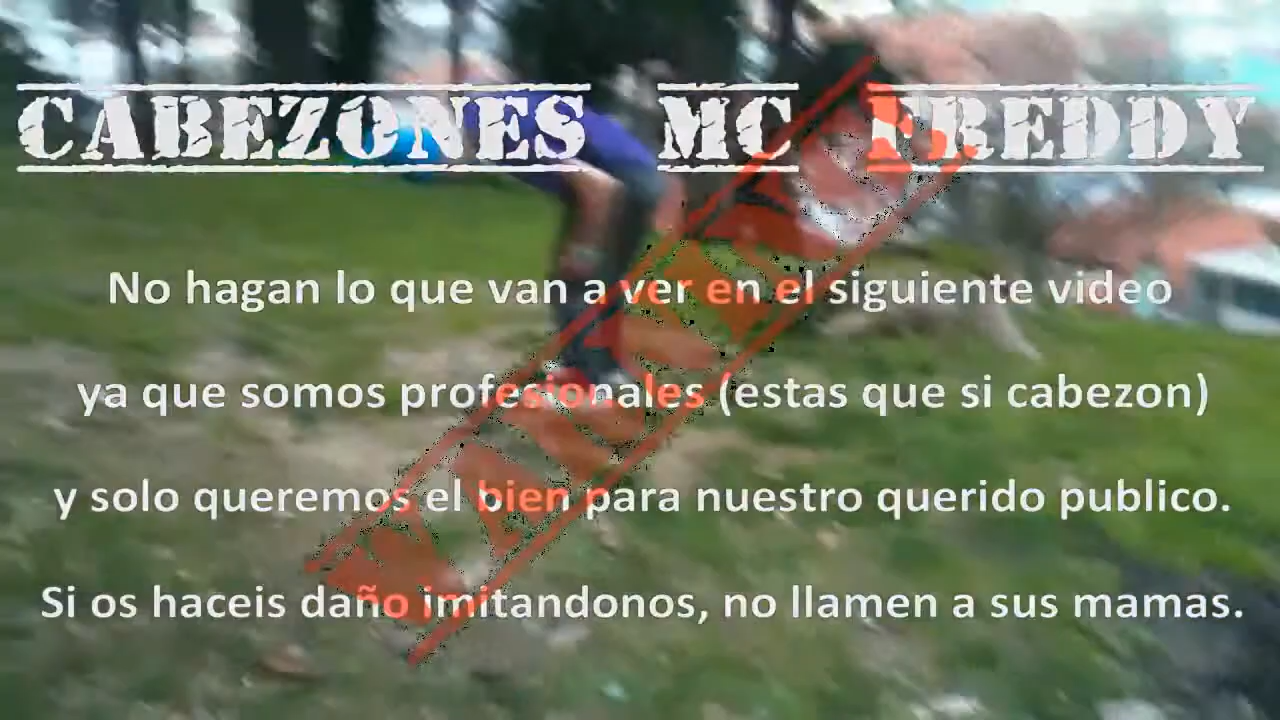 CABEZONES MC FREDDY
No hagan lo que van a ver en el siguiente video
ya que somos profesionales (estas que si cabezon)
y solo queremos el bien para nuestro querido publico.
Si os haceis daño imitandonos, no llamen a sus mamas.
WARNING